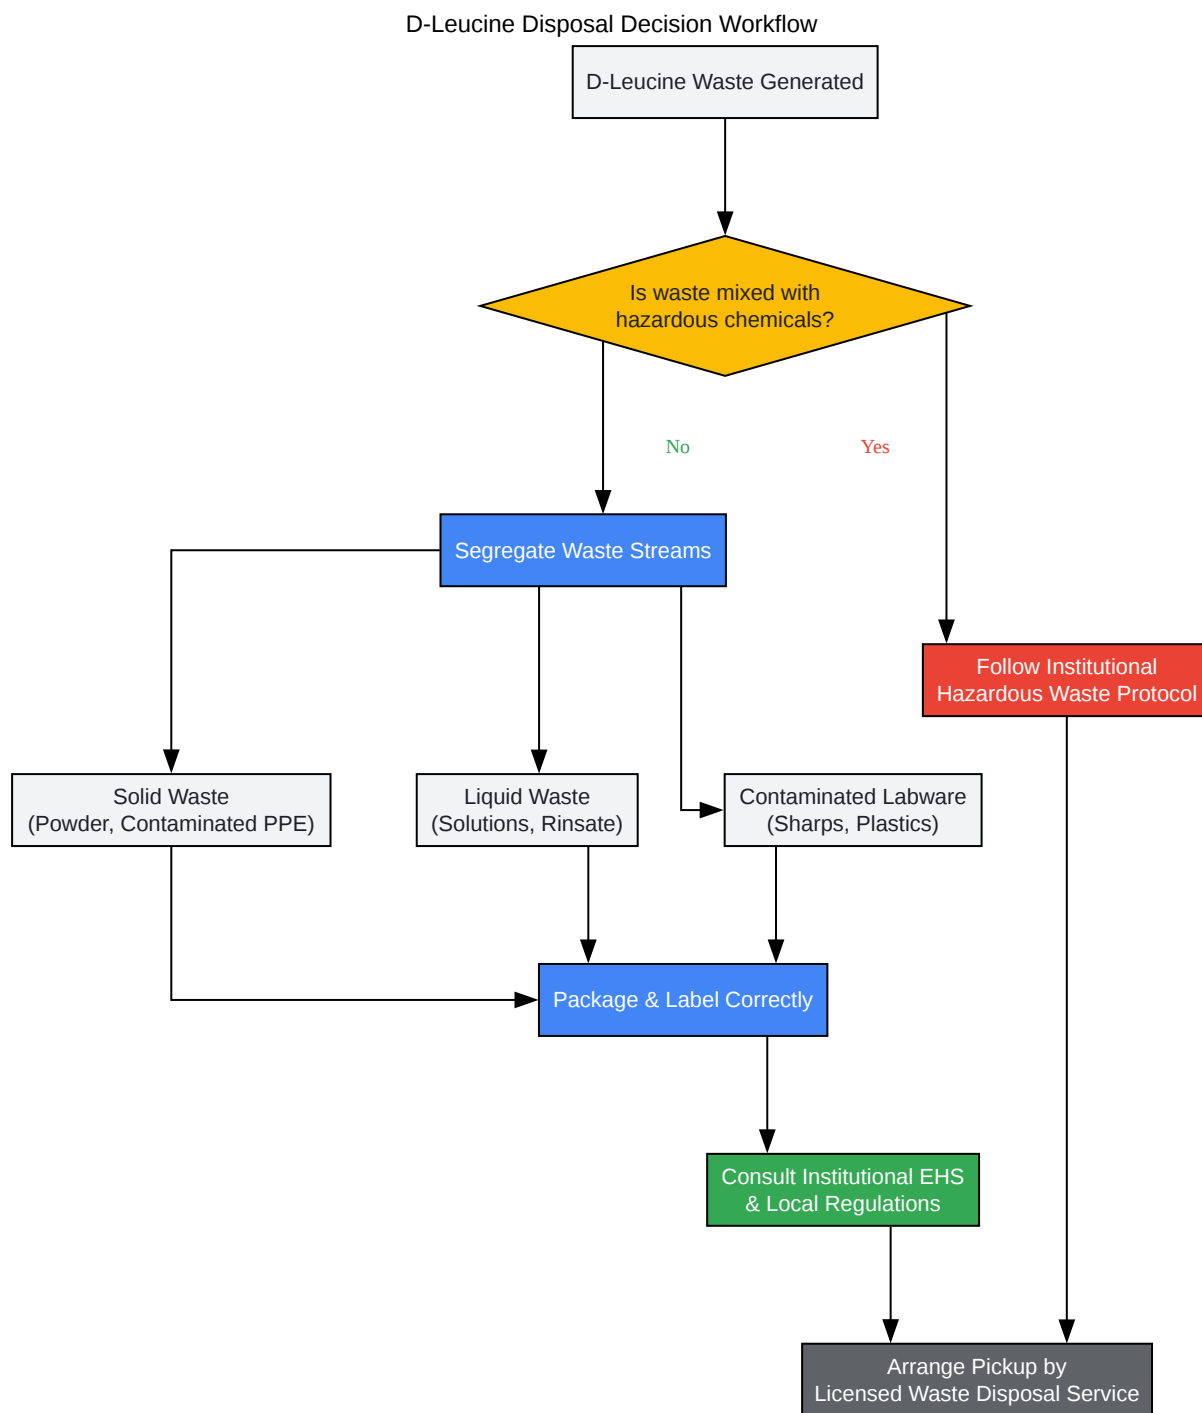 D-Leucine Disposal Decision Workflow
D-Leucine Waste Generated
Is waste mixed with
hazardous chemicals?
No
Yes
Segregate Waste Streams
Follow Institutional
Hazardous Waste Protocol
Solid Waste
(Powder, Contaminated PPE)
Liquid Waste
(Solutions, Rinsate)
Contaminated Labware
(Sharps, Plastics)
Package & Label Correctly
Consult Institutional EHS
& Local Regulations
Arrange Pickup by
Licensed Waste Disposal Service